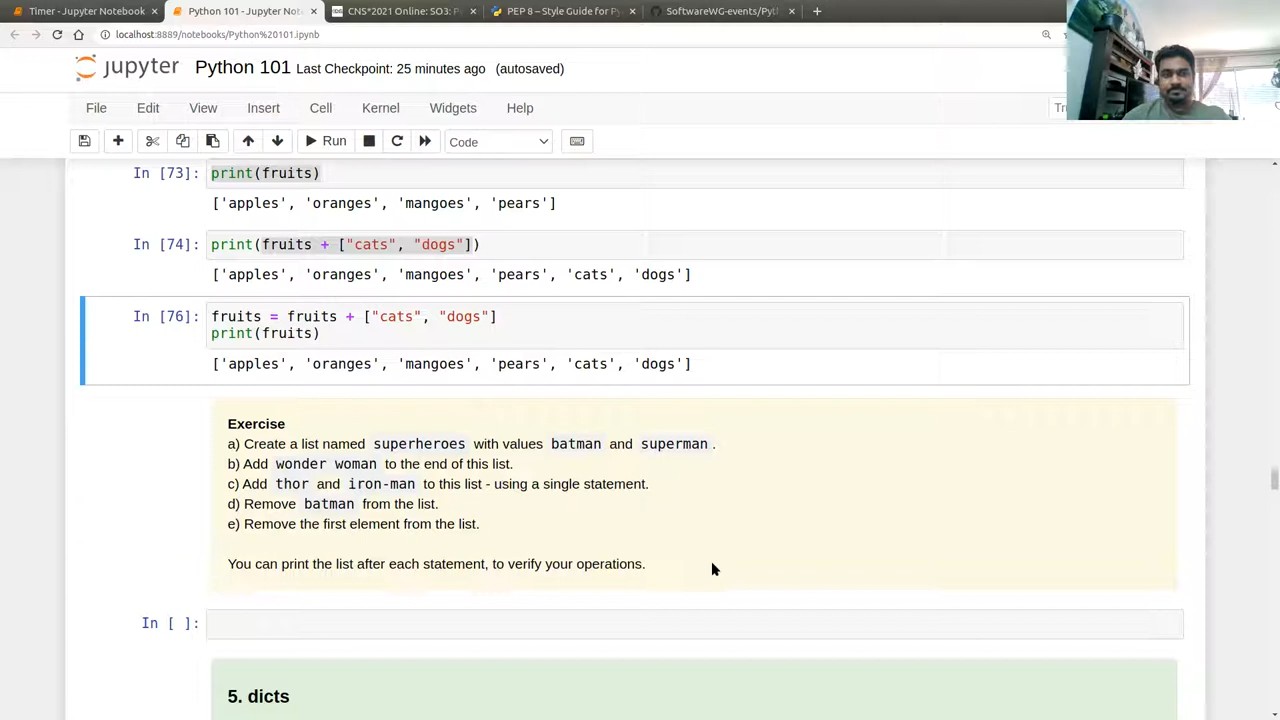 Timer - Jupyter Notebook
Python 101 - Jupyter Not
CNS*2021 Online: SO3: P
PEP 8 – Style Guide for P
SoftwareWG-events/Pyt
localhost:8889/notebooks/Python%20101.ipynb
jupyter Python 101 Last Checkpoint: 25 minutes ago (autosaved)
File Edit View Insert Cell Kernel Widgets Help
Run Code
In [73]: print(fruits)
['apples', 'oranges', 'mangoes', 'pears']
In [74]: print(fruits + ["cats", "dogs"])
['apples', 'oranges', 'mangoes', 'pears', 'cats', 'dogs']
In [76]: fruits = fruits + ["cats", "dogs"]
print(fruits)
['apples', 'oranges', 'mangoes', 'pears', 'cats', 'dogs']
Exercise
a) Create a list named superheroes with values batman and superman.
b) Add wonder woman to the end of this list.
c) Add thor and iron-man to this list - using a single statement.
d) Remove batman from the list.
e) Remove the first element from the list.
You can print the list after each statement, to verify your operations.
In [ ]:
5. dicts